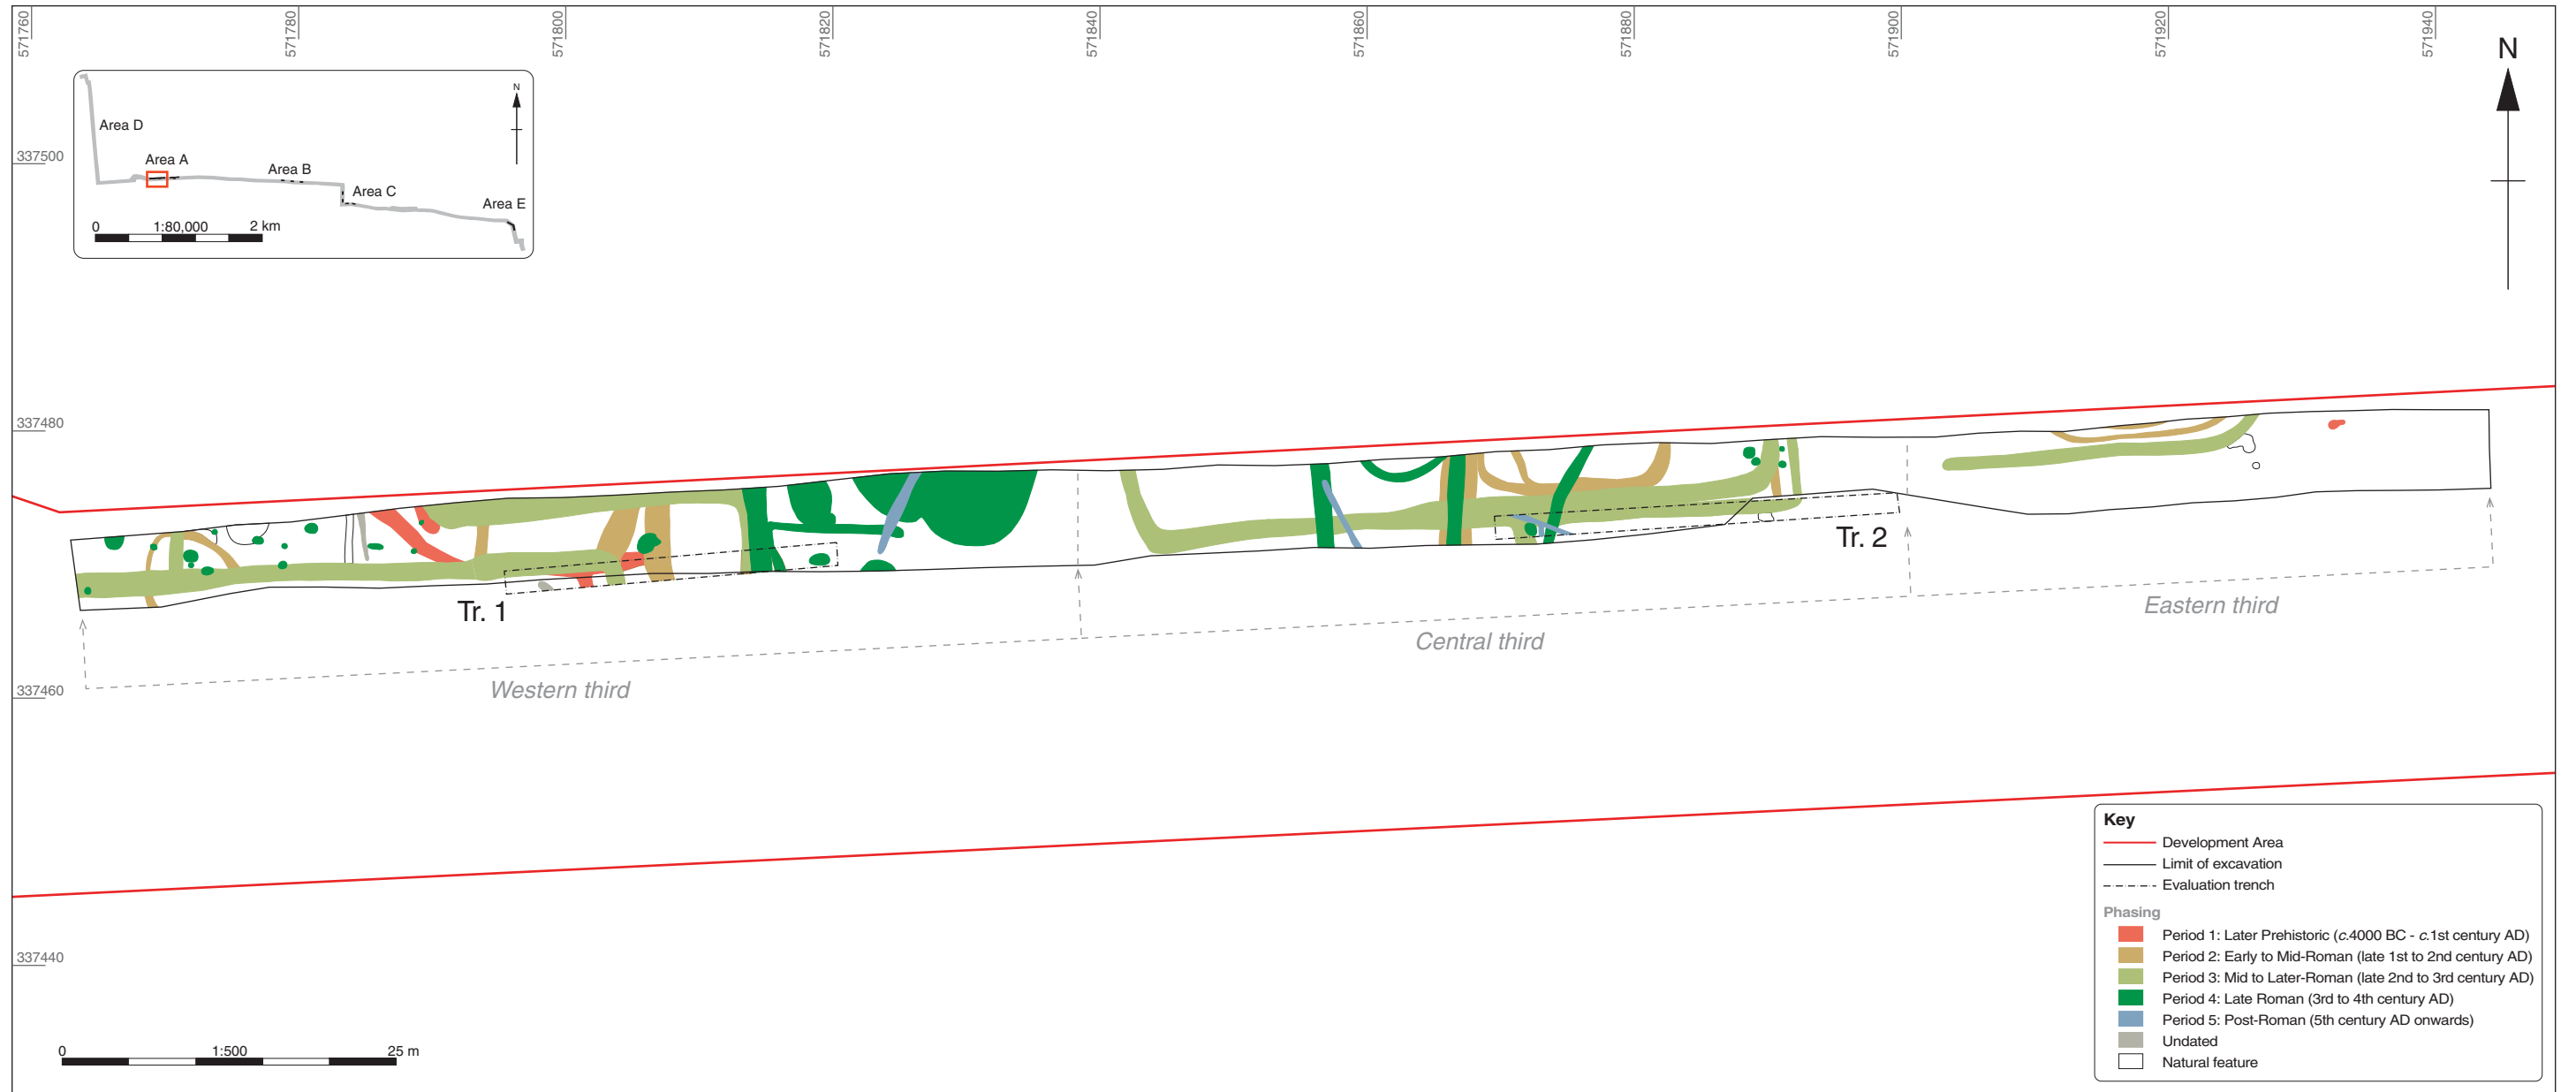 571760
571780
571800
571820
571840
571860
571880
571900
571920
571940
N
N
Area D
Area A
Area B
Area C
Area E
0 1:80,000 2 km
337500
337480
337460
337440
Tr. 1
Tr. 2
Western third
Central third
Eastern third
0 1:500 25 m
Key
Development Area
Limit of excavation
Evaluation trench
Phasing
Period 1: Later Prehistoric (c.4000 BC - c.1st century AD)
Period 2: Early to Mid-Roman (late 1st to 2nd century AD)
Period 3: Mid to Later-Roman (late 2nd to 3rd century AD)
Period 4: Late Roman (3rd to 4th century AD)
Period 5: Post-Roman (5th century AD onwards)
Undated
Natural feature